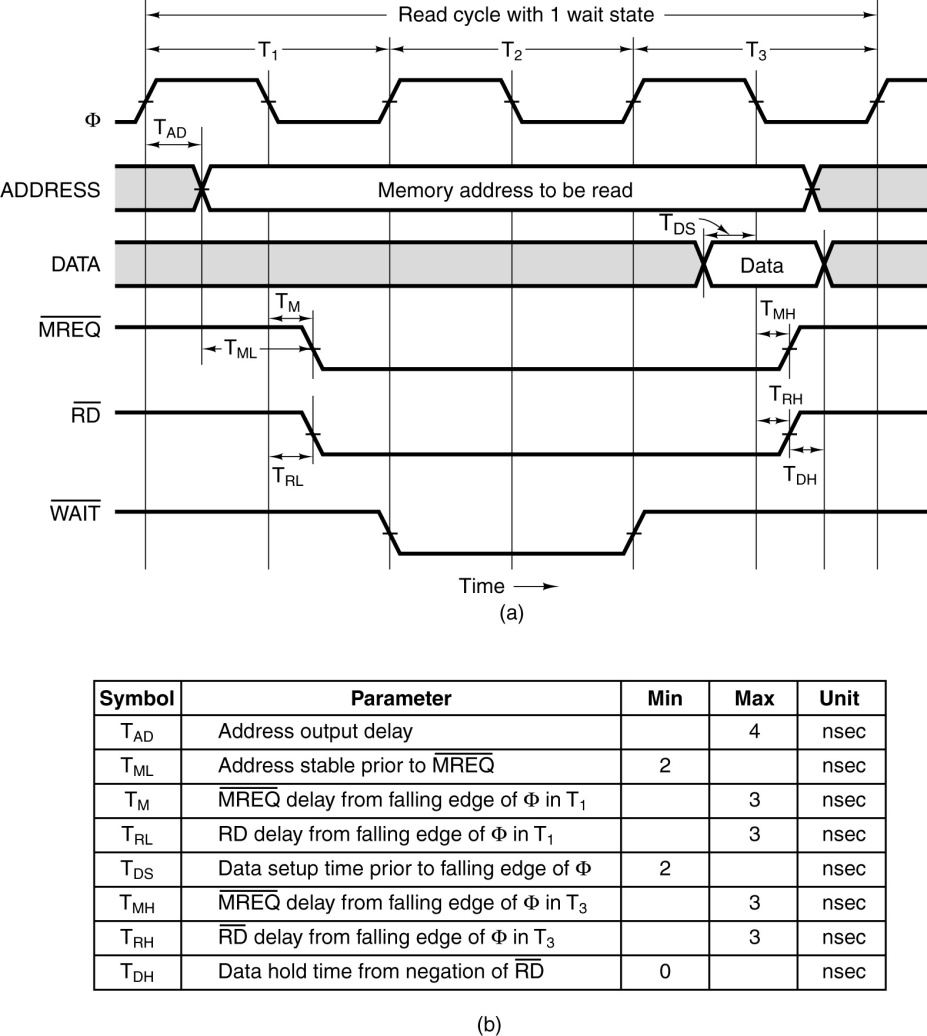 Read cycle with 1 wait state
T1 T2 T3
Φ
TAD
ADDRESS Memory address to be read
TDS
DATA Data
TM TMH
MREQ
TML
TRH
RD
TRL TDH
WAIT
Time
(a)
Symbol Parameter Min Max Unit
TAD Address output delay 4 nsec
TML Address stable prior to MREQ 2 nsec
TM MREQ delay from falling edge of Φ in T1 3 nsec
TRL RD delay from falling edge of Φ in T1 3 nsec
TDS Data setup time prior to falling edge of Φ 2 nsec
TMH MREQ delay from falling edge of Φ in T3 3 nsec
TRH RD delay from falling edge of Φ in T3 3 nsec
TDH Data hold time from negation of RD 0 nsec
(b)